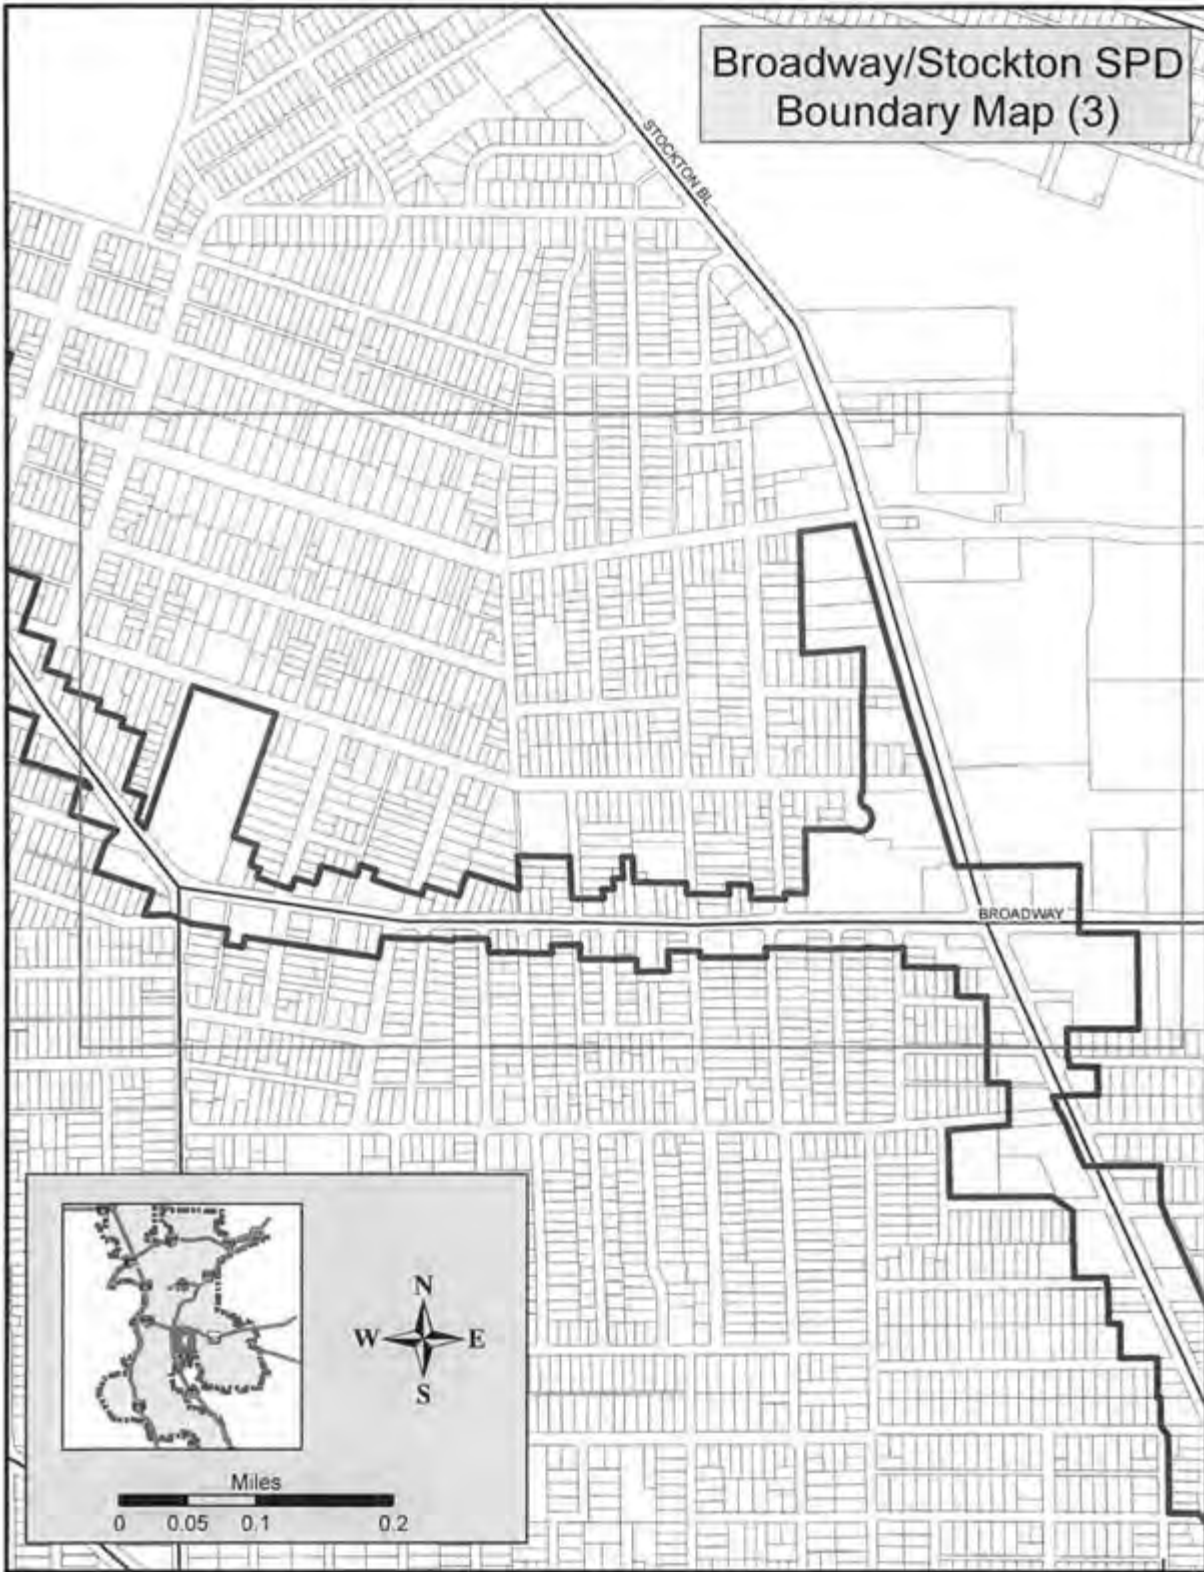 Broadway/Stockton SPD
Boundary Map (3)
STOCKTON BL
BROADWAY
N
W
E
S
Miles
0 0.05 0.1 0.2